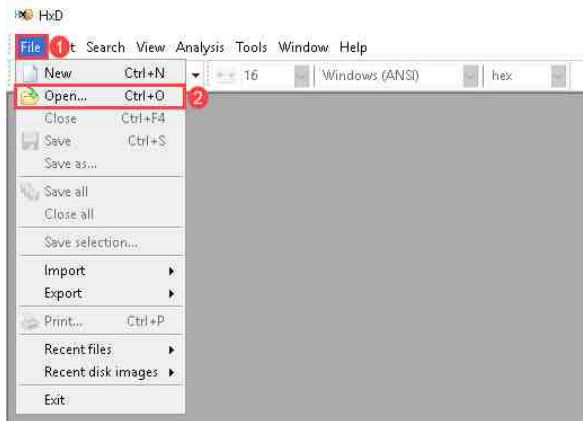 HxD
File 1 t Search View Analysis Tools Window Help
New Ctrl+N 16 Windows (ANSI) hex
Open... Ctrl+O 2
Close Ctrl+F4
Save Ctrl+S
Save as...
Save all
Close all
Save selection...
Import
Export
Print... Ctrl+P
Recent files
Recent disk images
Exit